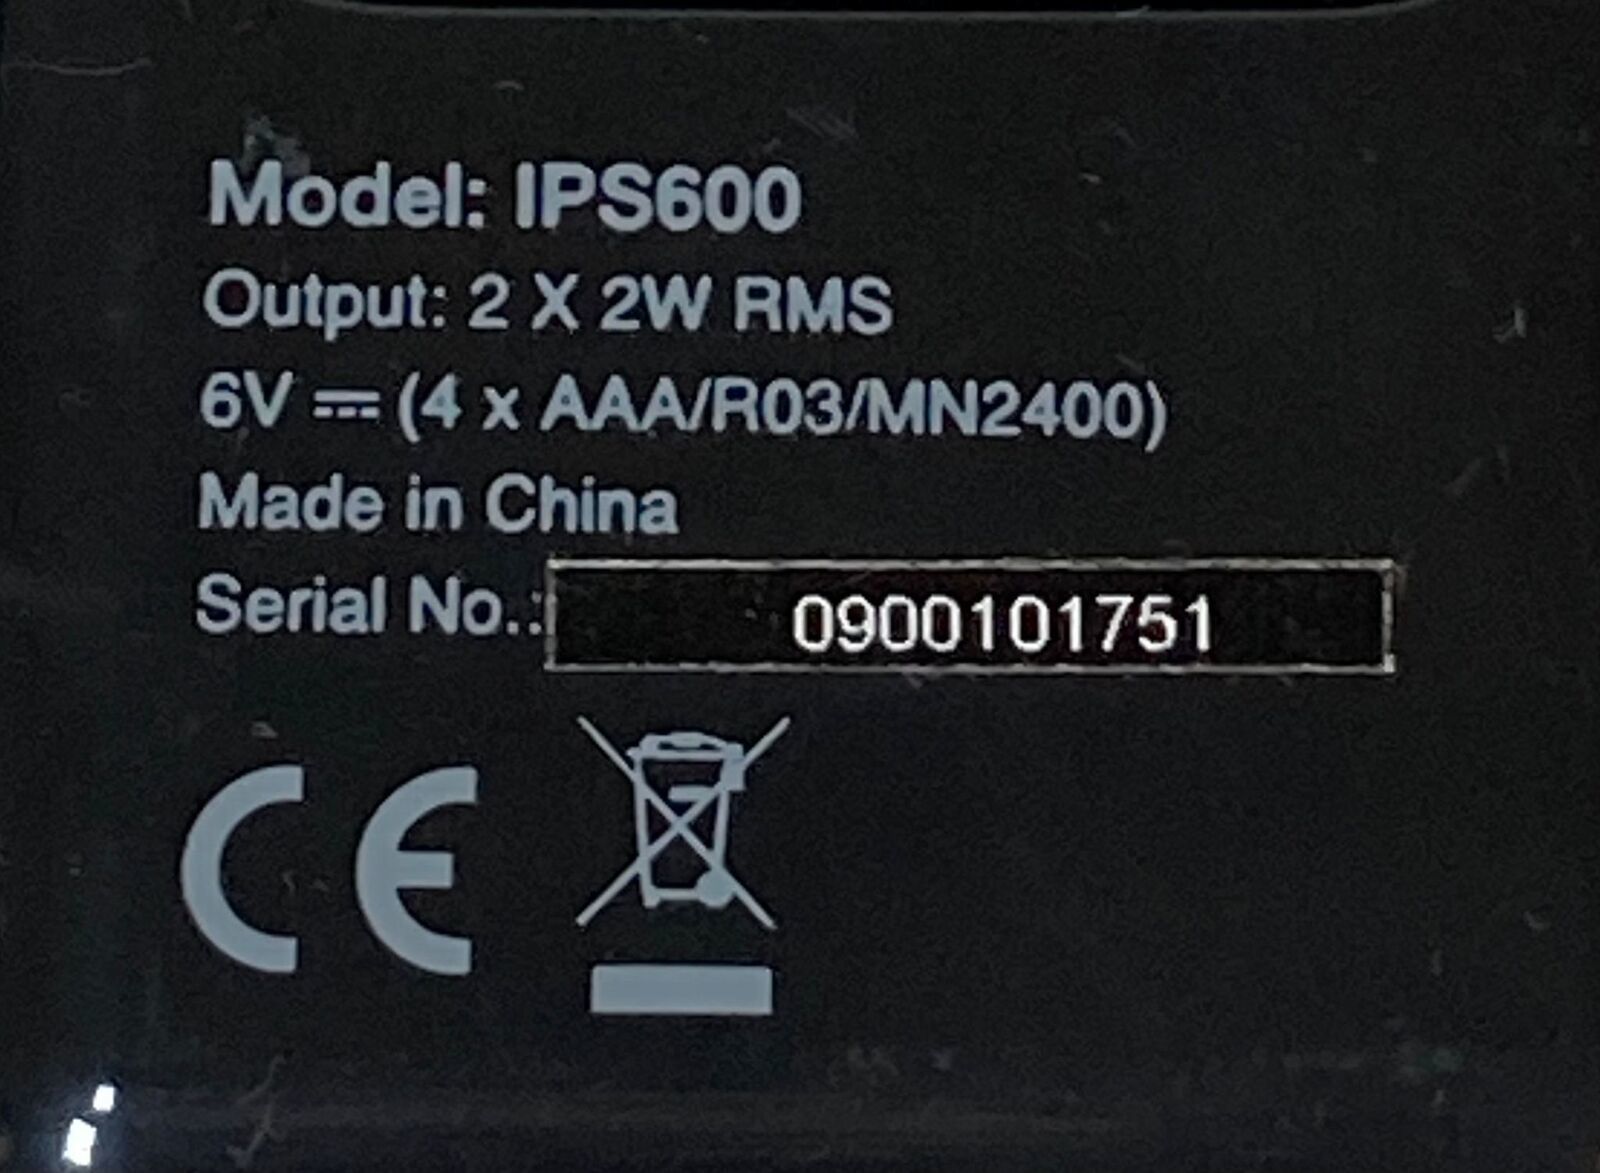 Model: IPS600
Output: 2 X 2W RMS
6V ⎓ (4 x AAA/R03/MN2400)
Made in China
Serial No.: 0900101751
CE